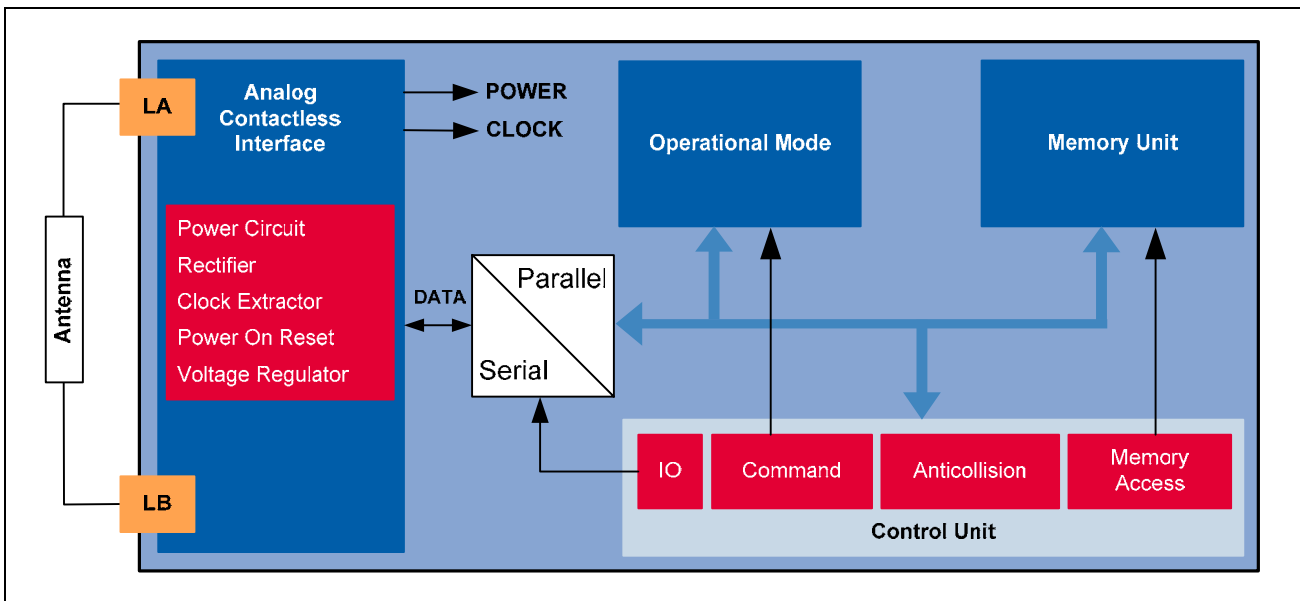 LA
Analog
Contactless
Interface
POWER
CLOCK
Operational Mode
Memory Unit
Power Circuit
Rectifier
Clock Extractor
Power On Reset
Voltage Regulator
Antenna
DATA
Parallel
Serial
LB
IO
Command
Anticollision
Memory
Access
Control Unit